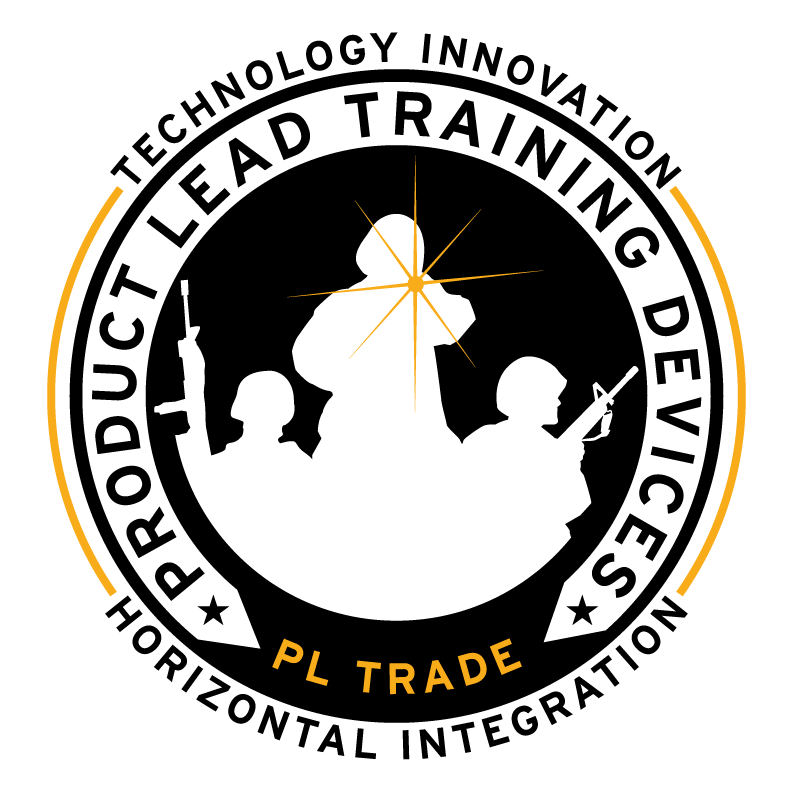 TECHNOLOGY INNOVATION
PRODUCT LEAD TRAINING DEVICES
PL TRADE
HORIZONTAL INTEGRATION